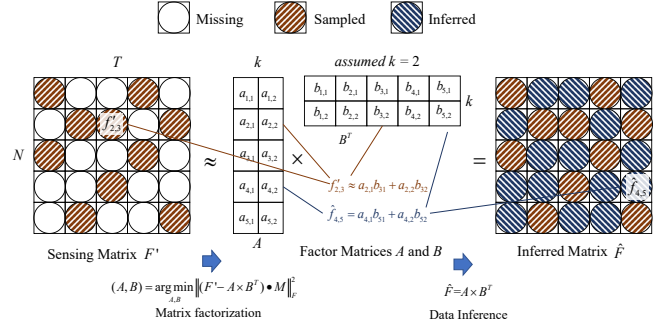 Missing Sampled Inferred
T k assumed k = 2
a1,1 a1,2 b1,1 b2,1 b3,1 b4,1 b5,1
a2,1 a2,2 b1,2 b2,2 b3,2 b4,2 b5,2 k
f'2,3 B^T
N a3,1 a3,2
≈ × =
a4,1 a4,2 f'2,3 ≈ a2,1b31 + a2,2b32
f̂4,5 = a4,1b51 + a4,2b52 f̂4,5
a5,1 a5,2
A
Sensing Matrix F' Factor Matrices A and B Inferred Matrix F̂
(A, B) = arg min A,B ‖(F' − A × B^T) • M‖²F F̂ = A × B^T
Matrix factorization Data Inference